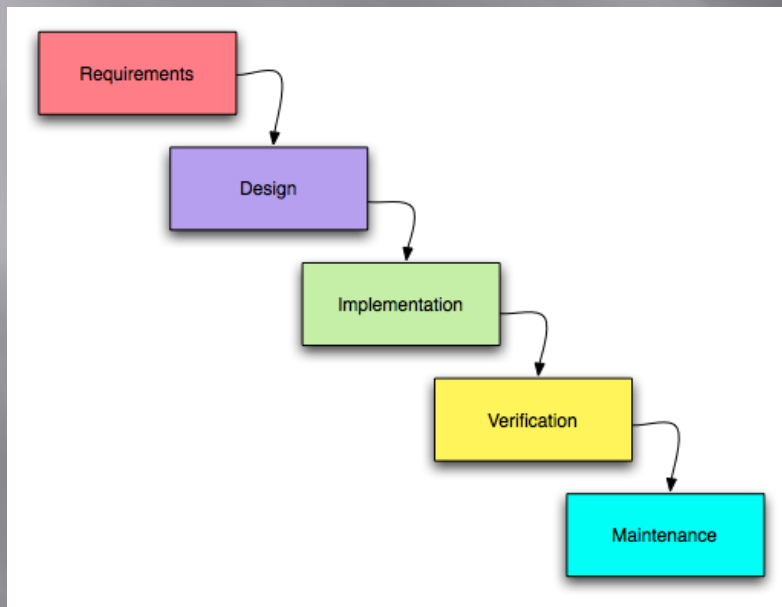 Requirements
Design
Implementation
Verification
Maintenance